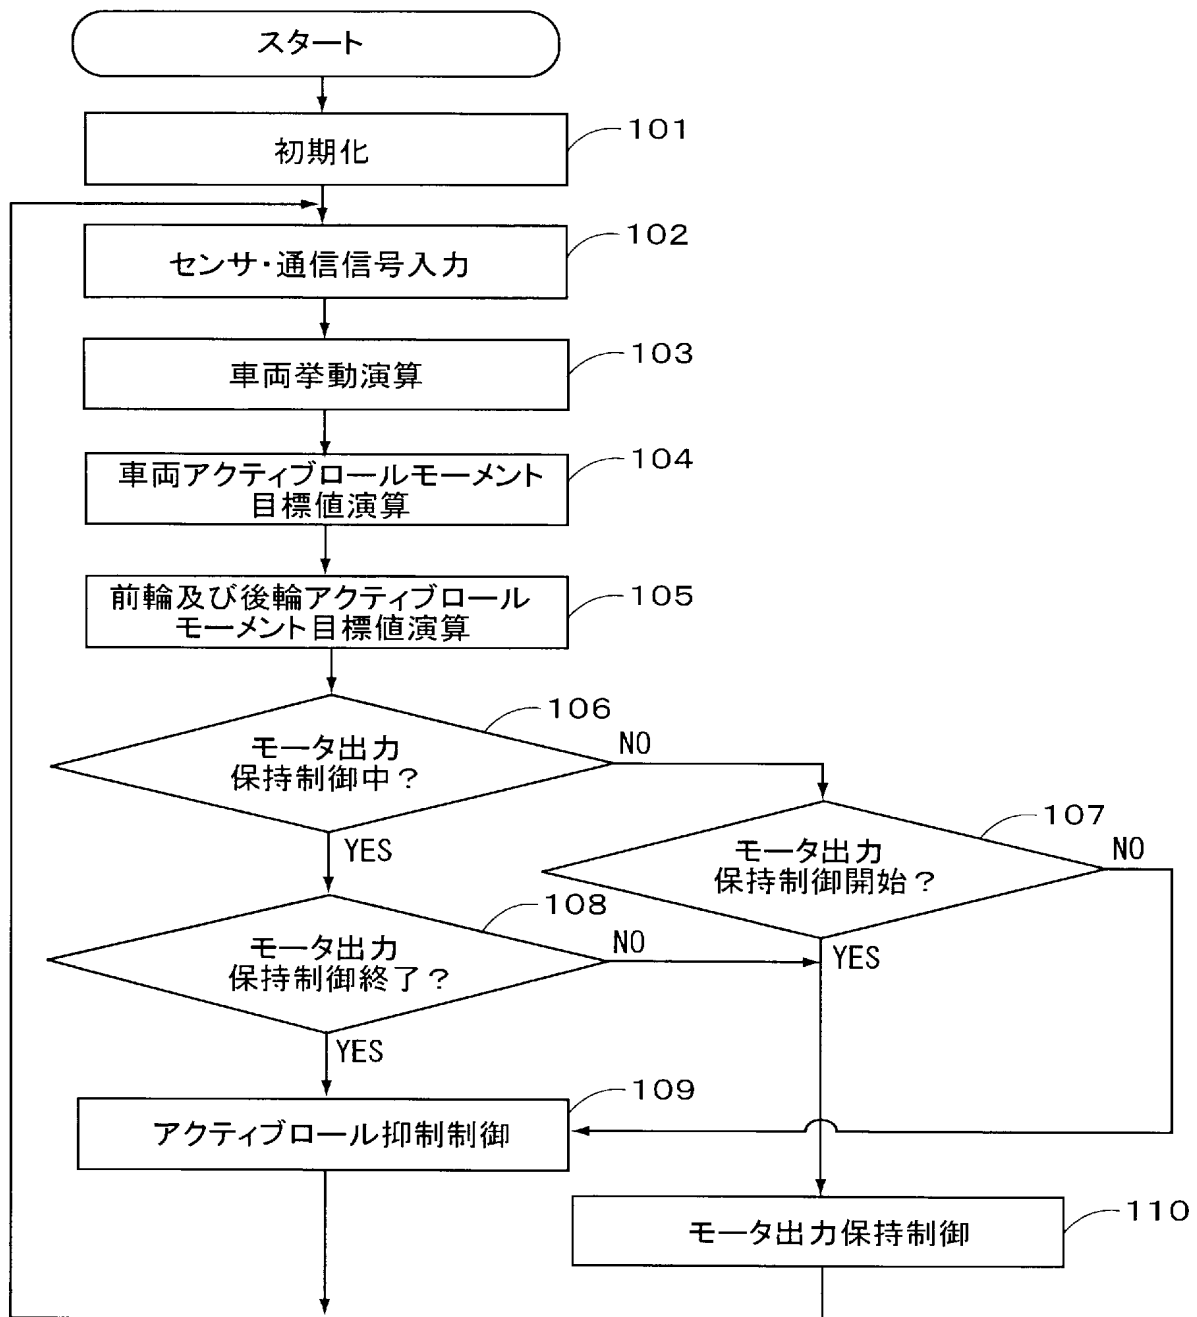 スタート
初期化
101
センサ・通信信号入力
102
車両挙動演算
103
車両アクティブロールモーメント
目標値演算
104
前輪及び後輪アクティブロール
モーメント目標値演算
105
モータ出力
保持制御中？
106
NO
YES
モータ出力
保持制御開始？
107
NO
YES
モータ出力
保持制御終了？
108
NO
YES
アクティブロール抑制制御
109
モータ出力保持制御
110